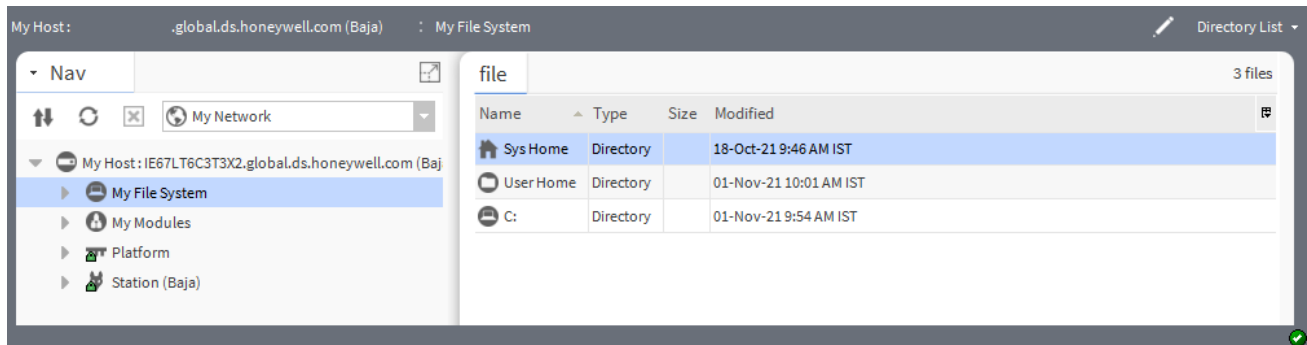 My Host: .global.ds.honeywell.com (Baja) : My File System Directory List
Nav
My Network
My Host: IE67LT6C3T3X2.global.ds.honeywell.com (Baj
My File System
My Modules
Platform
Station (Baja)
file 3 files
Name Type Size Modified
Sys Home Directory 18-Oct-21 9:46 AM IST
User Home Directory 01-Nov-21 10:01 AM IST
C: Directory 01-Nov-21 9:54 AM IST